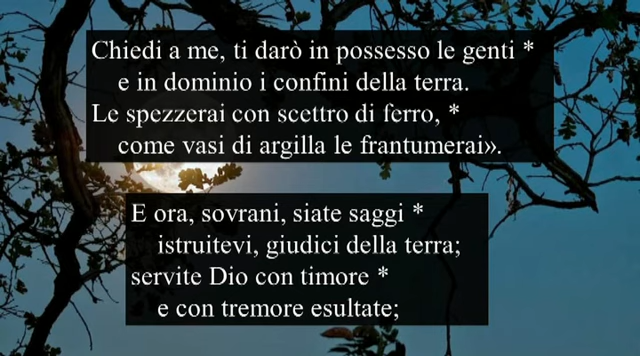 Chiedi a me, ti darò in possesso le genti *
e in dominio i confini della terra.
Le spezzerai con scettro di ferro, *
come vasi di argilla le frantumerai».
E ora, sovrani, siate saggi *
istruitevi, giudici della terra;
servite Dio con timore *
e con tremore esultate;